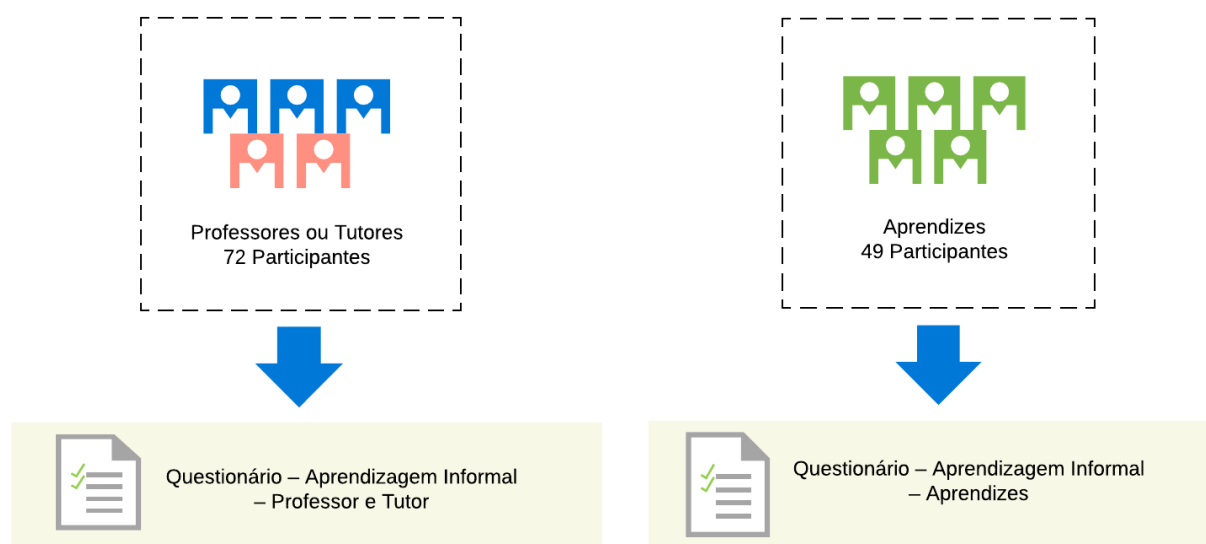 Professores ou Tutores
72 Participantes
Aprendizes
49 Participantes
Questionário – Aprendizagem Informal
– Professor e Tutor
Questionário – Aprendizagem Informal
– Aprendizes